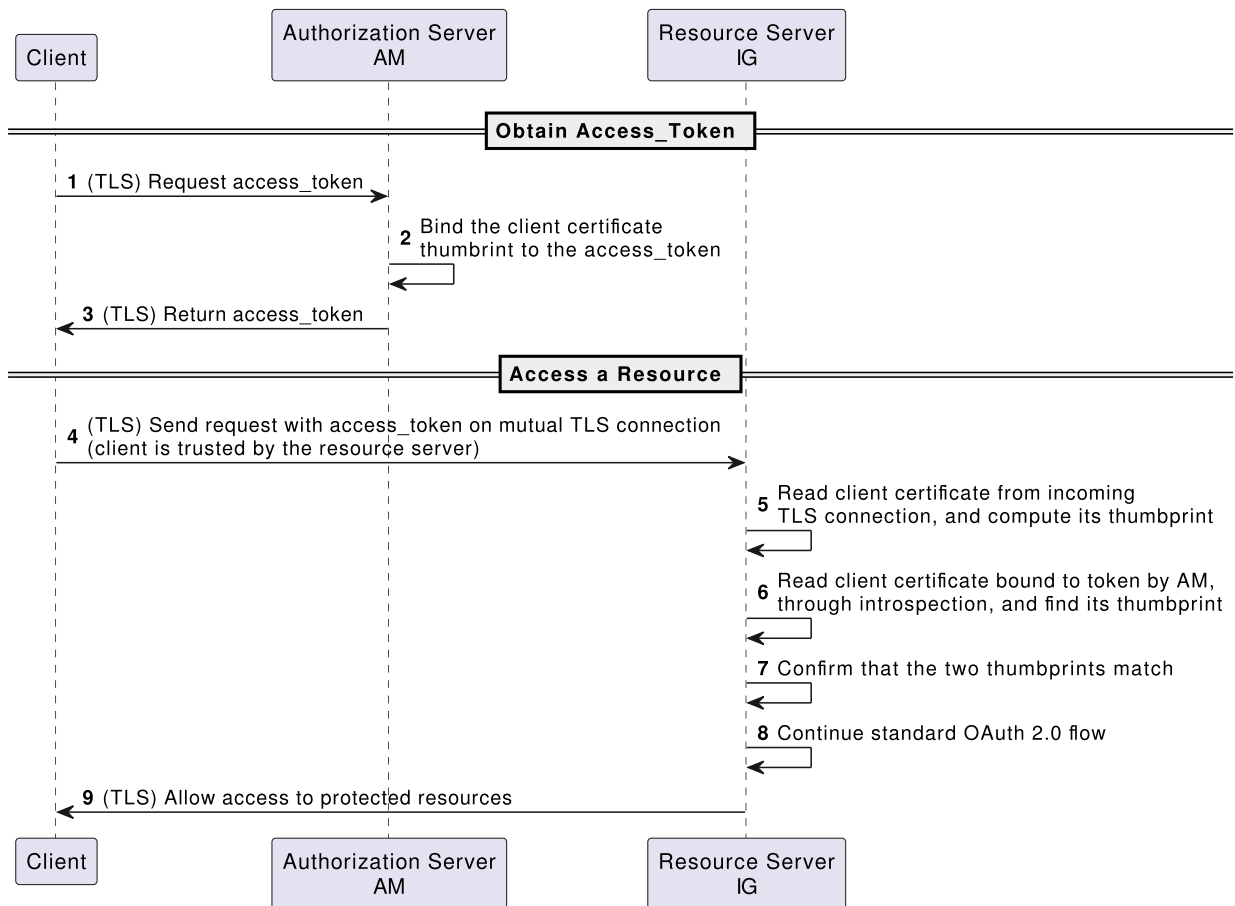 Client
Authorization Server
AM
Resource Server
IG
Obtain Access_Token
1 (TLS) Request access_token
2 Bind the client certificate
thumbrint to the access_token
3 (TLS) Return access_token
Access a Resource
4 (TLS) Send request with access_token on mutual TLS connection
(client is trusted by the resource server)
5 Read client certificate from incoming
TLS connection, and compute its thumbprint
6 Read client certificate bound to token by AM,
through introspection, and find its thumbprint
7 Confirm that the two thumbprints match
8 Continue standard OAuth 2.0 flow
9 (TLS) Allow access to protected resources
Client
Authorization Server
AM
Resource Server
IG